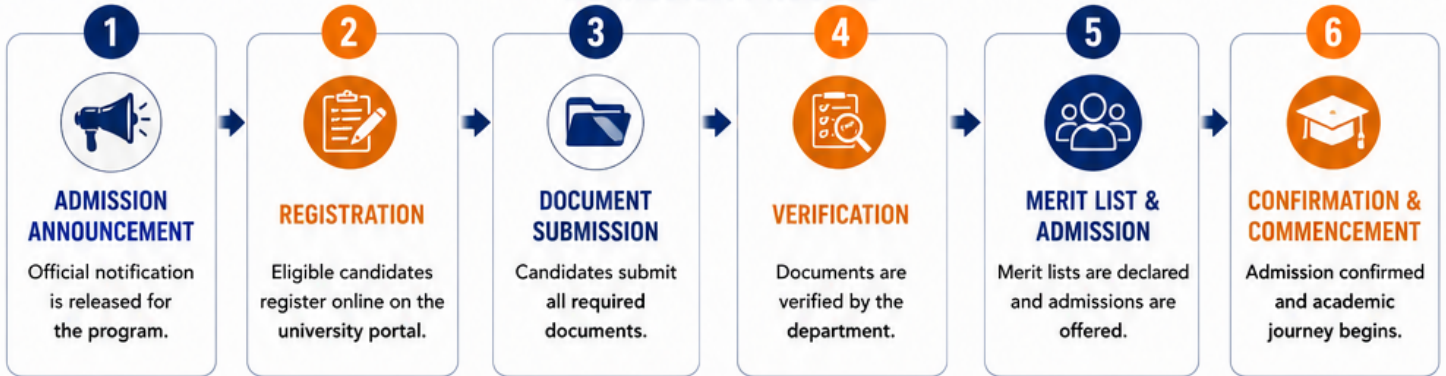 1
ADMISSION
ANNOUNCEMENT
Official notification
is released for
the program.
2
REGISTRATION
Eligible candidates
register online on the
university portal.
3
DOCUMENT
SUBMISSION
Candidates submit
all required
documents.
4
VERIFICATION
Documents are
verified by the
department.
5
MERIT LIST &
ADMISSION
Merit lists are declared
and admissions are
offered.
6
CONFIRMATION &
COMMENCEMENT
Admission confirmed
and academic
journey begins.